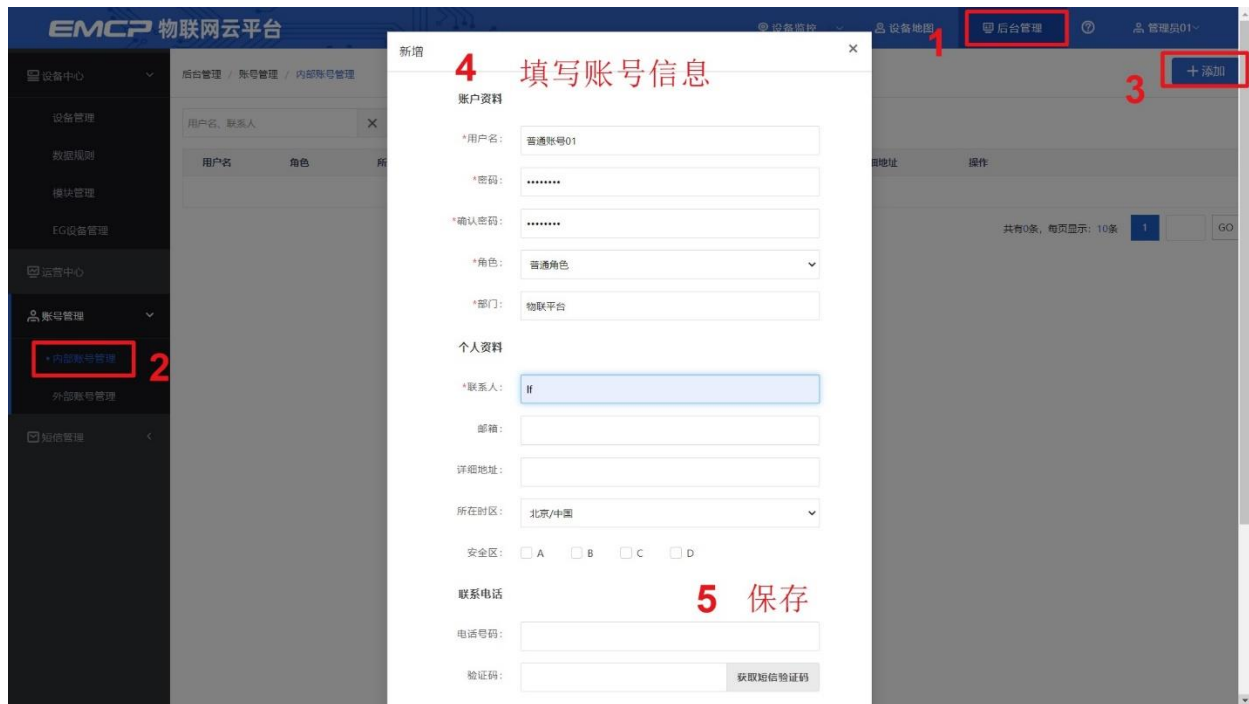 EMCP 物联网云平台
设备监控 设备地图 1 后台管理 管理员01
新增 ×
4 填写账号信息
设备中心
后台管理 / 账号管理 / 内部账号管理
3 +添加
账户资料
设备管理
用户名、联系人 ×
*用户名: 普通账号01
数据规则
用户名 角色 所
细地址 操作
*密码: ••••••••
模块管理
*确认密码: ••••••••
EG设备管理
共有0条, 每页显示: 10条 1 GO
*角色: 普通角色
运营中心
*部门: 物联平台
账号管理
个人资料
•内部账号管理 2
*联系人: lf
外部账号管理
邮箱:
短信管理
详细地址:
所在时区: 北京/中国
安全区: A B C D
联系电话
5 保存
电话号码:
验证码: 获取短信验证码